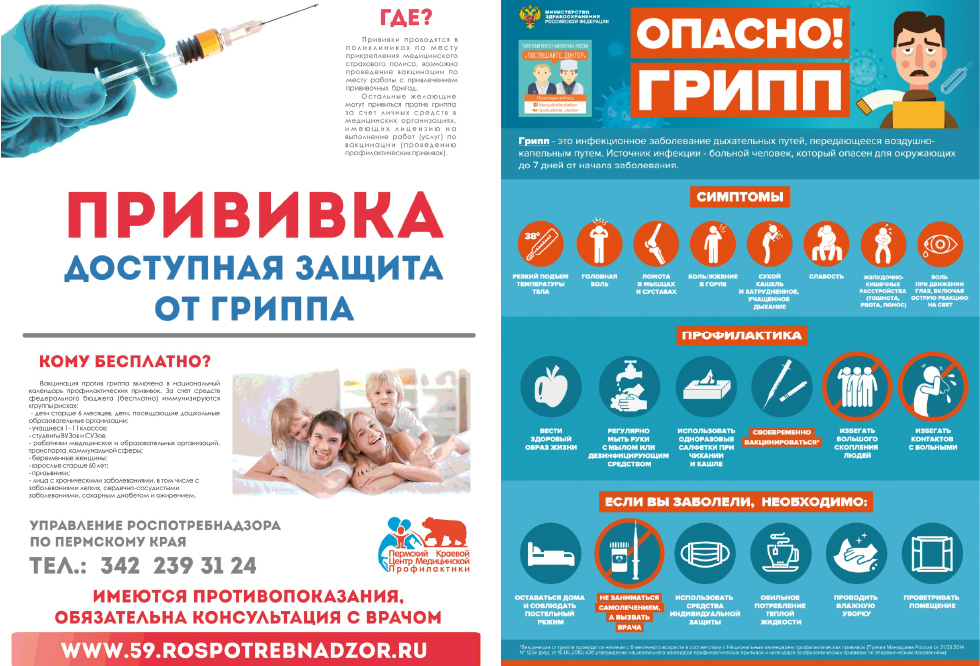 ГДЕ?
Прививки проводятся в
поликлиниках по месту
прикрепления медицинского
страхового полиса, возможно
проведение вакцинации по
месту работы с привлечением
прививочных бригад.
Остальные желающие
могут привиться против гриппа
за счет личных средств в
медицинских организациях,
имеющих лицензию на
выполнение работ (услуг) по
вакцинации (проведению
профилактических прививок).
ПРИВИВКА
ДОСТУПНАЯ ЗАЩИТА
ОТ ГРИППА
КОМУ БЕСПЛАТНО?
Вакцинация против гриппа включена в национальный
календарь профилактических прививок. За счет средств
федерального бюджета (бесплатно) иммунизируются
группы риска:
- дети старше 6 месяцев, дети, посещающие дошкольные
образовательные организации;
- учащиеся 1 - 11 классов;
- студенты ВУЗов и СУЗов;
- работники медицинских и образовательных организаций,
транспорта, коммунальной сферы;
- беременные женщины;
- взрослые старше 60 лет;
- призывники;
- лица с хроническими заболеваниями, в том числе с
заболеваниями легких, сердечно-сосудистыми
заболеваниями, сахарным диабетом и ожирением.
УПРАВЛЕНИЕ РОСПОТРЕБНАДЗОРА
ПО ПЕРМСКОМУ КРАЯ
ТЕЛ.: 342 239 31 24
Пермский Краевой
Центр Медицинской
Профилактики
ИМЕЮТСЯ ПРОТИВОПОКАЗАНИЯ,
ОБЯЗАТЕЛЬНА КОНСУЛЬТАЦИЯ С ВРАЧОМ
WWW.59.ROSPOTREBNADZOR.RU
МИНИСТЕРСТВО
ЗДРАВООХРАНЕНИЯ
РОССИЙСКОЙ ФЕДЕРАЦИИ
«ПОСЛУШАЙТЕ, ДОКТОР»
ОПАСНО!
ГРИПП
Грипп - это инфекционное заболевание дыхательных путей, передающееся воздушно-
капельным путем. Источник инфекции - больной человек, который опасен для окружающих
до 7 дней от начала заболевания.
СИМПТОМЫ
38°
РЕЗКИЙ ПОДЪЕМ
ТЕМПЕРАТУРЫ
ТЕЛА
ГОЛОВНАЯ
БОЛЬ
ЛОМОТА
В МЫШЦАХ
И СУСТАВАХ
БОЛЬ/ЖЖЕНИЕ
В ГОРЛЕ
СУХОЙ
КАШЕЛЬ
И ЗАТРУДНЕННОЕ,
УЧАЩЕННОЕ
ДЫХАНИЕ
СЛАБОСТЬ
ЖЕЛУДОЧНО-
КИШЕЧНЫЕ
РАССТРОЙСТВА
(ТОШНОТА,
РВОТА, ПОНОС)
БОЛЬ
ПРИ ДВИЖЕНИИ
ГЛАЗ, ВКЛЮЧАЯ
ОСТРУЮ РЕАКЦИЮ
НА СВЕТ
ПРОФИЛАКТИКА
ВЕСТИ
ЗДОРОВЫЙ
ОБРАЗ ЖИЗНИ
РЕГУЛЯРНО
МЫТЬ РУКИ
С МЫЛОМ ИЛИ
ДЕЗИНФИЦИРУЮЩИМ
СРЕДСТВОМ
ИСПОЛЬЗОВАТЬ
ОДНОРАЗОВЫЕ
САЛФЕТКИ ПРИ
ЧИХАНИИ
И КАШЛЕ
СВОЕВРЕМЕННО
ВАКЦИНИРОВАТЬСЯ*
ИЗБЕГАТЬ
БОЛЬШОГО
СКОПЛЕНИЯ
ЛЮДЕЙ
ИЗБЕГАТЬ
КОНТАКТОВ
С БОЛЬНЫМИ
ЕСЛИ ВЫ ЗАБОЛЕЛИ, НЕОБХОДИМО:
ОСТАВАТЬСЯ ДОМА
И СОБЛЮДАТЬ
ПОСТЕЛЬНЫЙ
РЕЖИМ
НЕ ЗАНИМАТЬСЯ
САМОЛЕЧЕНИЕМ,
А ВЫЗВАТЬ
ВРАЧА
ИСПОЛЬЗОВАТЬ
СРЕДСТВА
ИНДИВИДУАЛЬНОЙ
ЗАЩИТЫ
ОБИЛЬНОЕ
ПОТРЕБЛЕНИЕ
ТЕПЛОЙ
ЖИДКОСТИ
ПРОВОДИТЬ
ВЛАЖНУЮ
УБОРКУ
ПРОВЕТРИВАТЬ
ПОМЕЩЕНИЕ